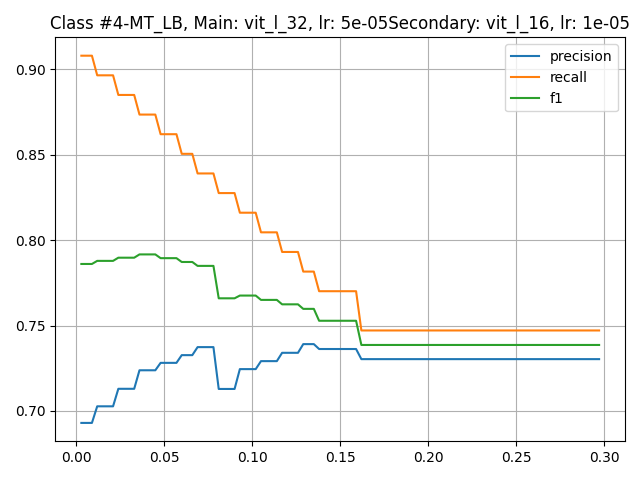 Class #4-MT_LB, Main: vit_l_32, lr: 5e-05Secondary: vit_l_16, lr: 1e-05
precision
recall
f1
0.90
0.85
0.80
0.75
0.70
0.00 0.05 0.10 0.15 0.20 0.25 0.30